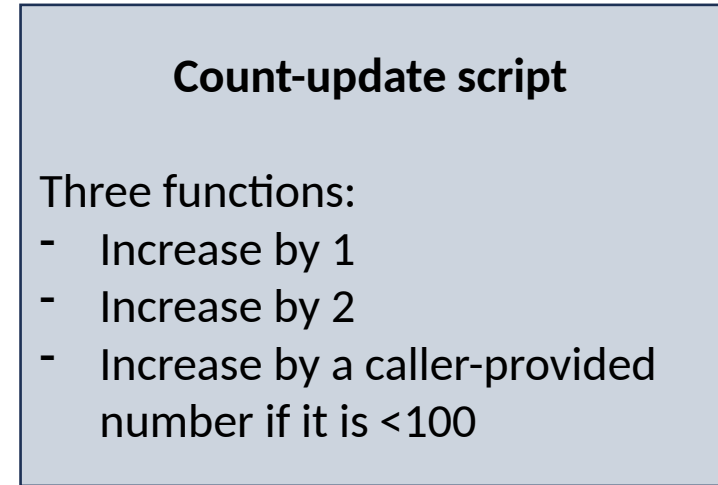 Count-update script
Three functions:
- Increase by 1
- Increase by 2
- Increase by a caller-provided
number if it is <100